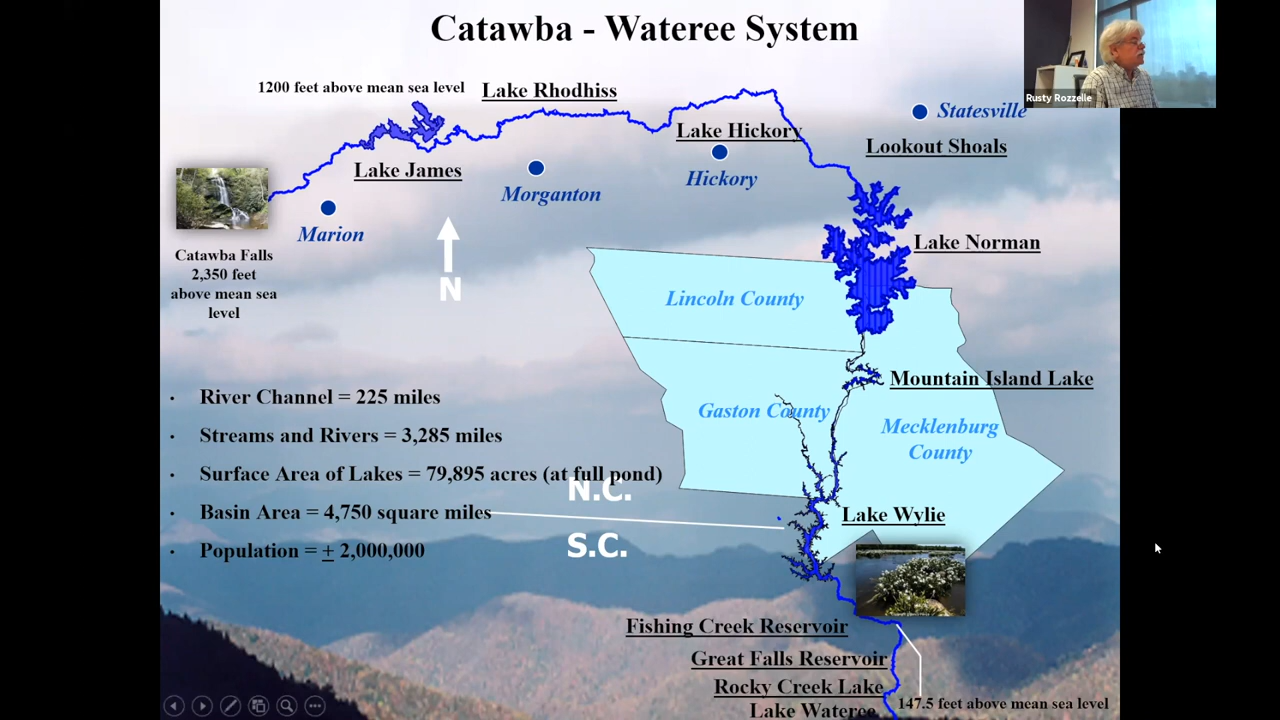 Catawba - Wateree System
Rusty Rozzelle
1200 feet above mean sea level
Lake Rhodhiss
Lake Hickory
Statesville
Lookout Shoals
Lake James
Morganton
Hickory
Marion
Catawba Falls
2,350 feet
above mean sea
level
N
Lake Norman
Lincoln County
Mountain Island Lake
Gaston County
Mecklenburg
County
· River Channel = 225 miles
· Streams and Rivers = 3,285 miles
· Surface Area of Lakes = 79,895 acres (at full pond)
N.C.
· Basin Area = 4,750 square miles
Lake Wylie
S.C.
· Population = ± 2,000,000
Fishing Creek Reservoir
Great Falls Reservoir
Rocky Creek Lake
Lake Wateree
147.5 feet above mean sea level